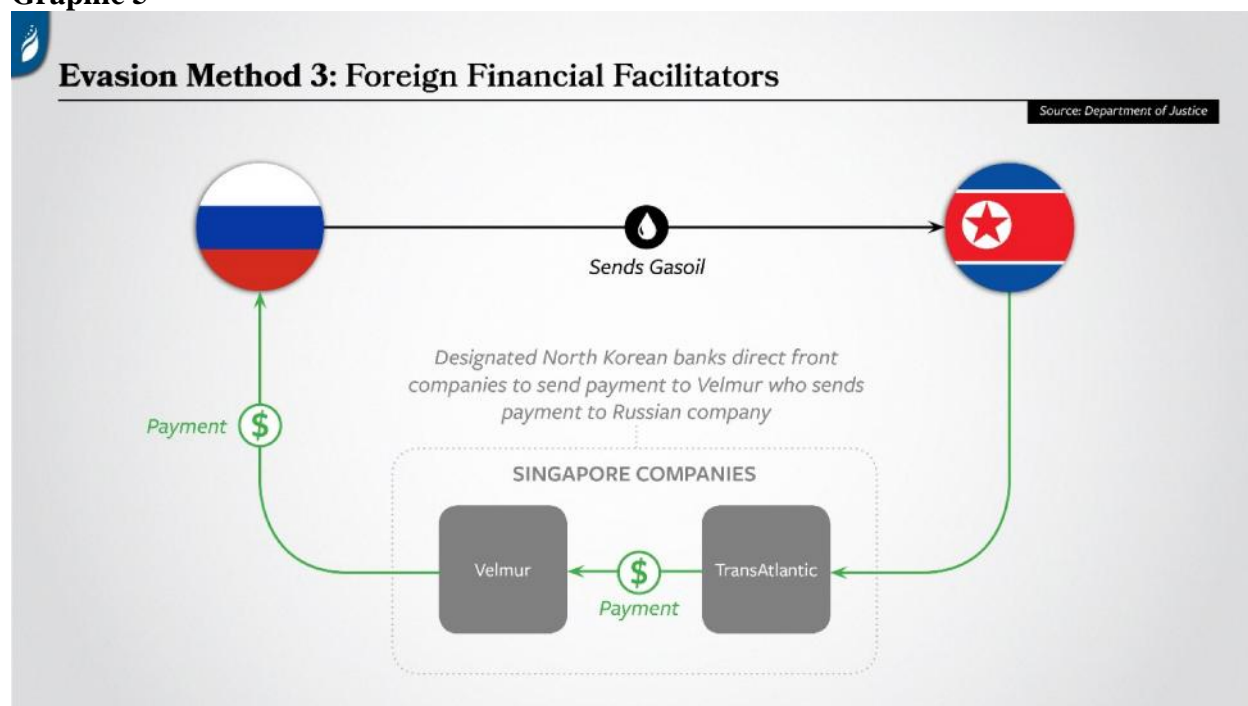 Evasion Method 3: Foreign Financial Facilitators
Source: Department of Justice
Sends Gasoil
Designated North Korean banks direct front
companies to send payment to Velmur who sends
payment to Russian company
Payment $
SINGAPORE COMPANIES
Velmur
$
TransAtlantic
Payment